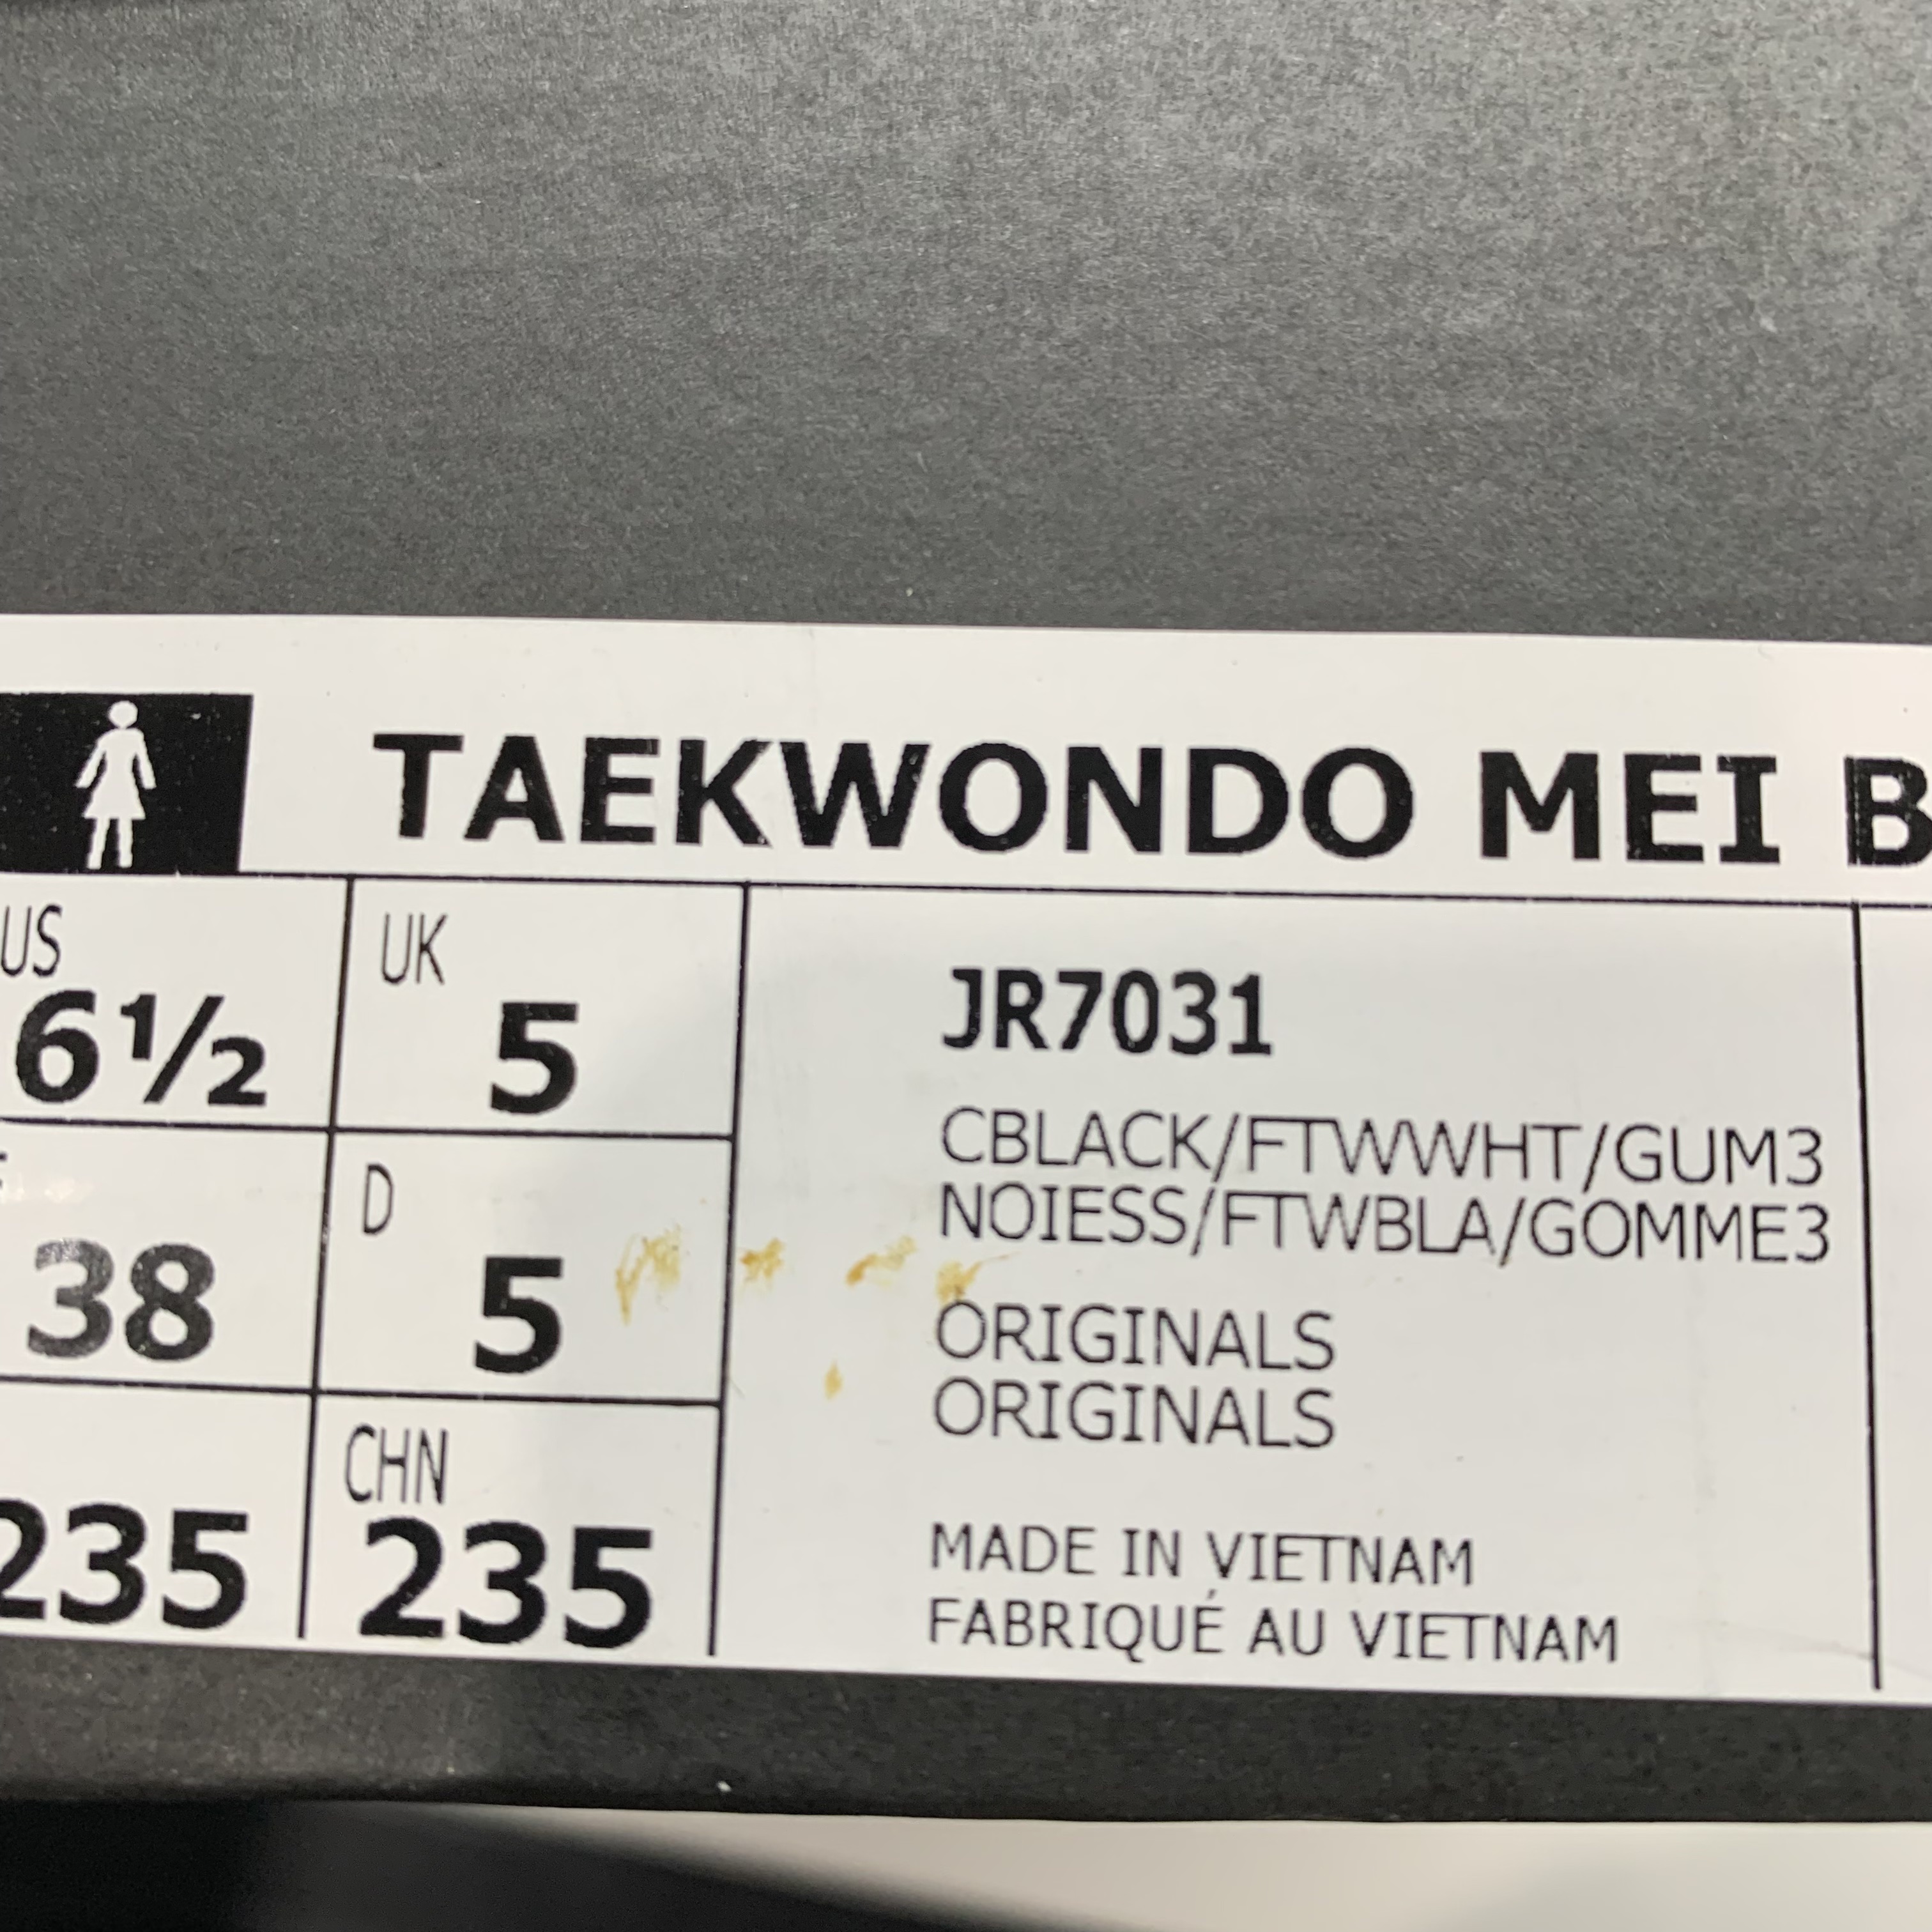 TAEKWONDO MEI B
US
6½
UK
5
38
D
5
235
CHN
235
JR7031
CBLACK/FTWWHT/GUM3
NOIESS/FTWBLA/GOMME3
ORIGINALS
ORIGINALS
MADE IN VIETNAM
FABRIQUÉ AU VIETNAM